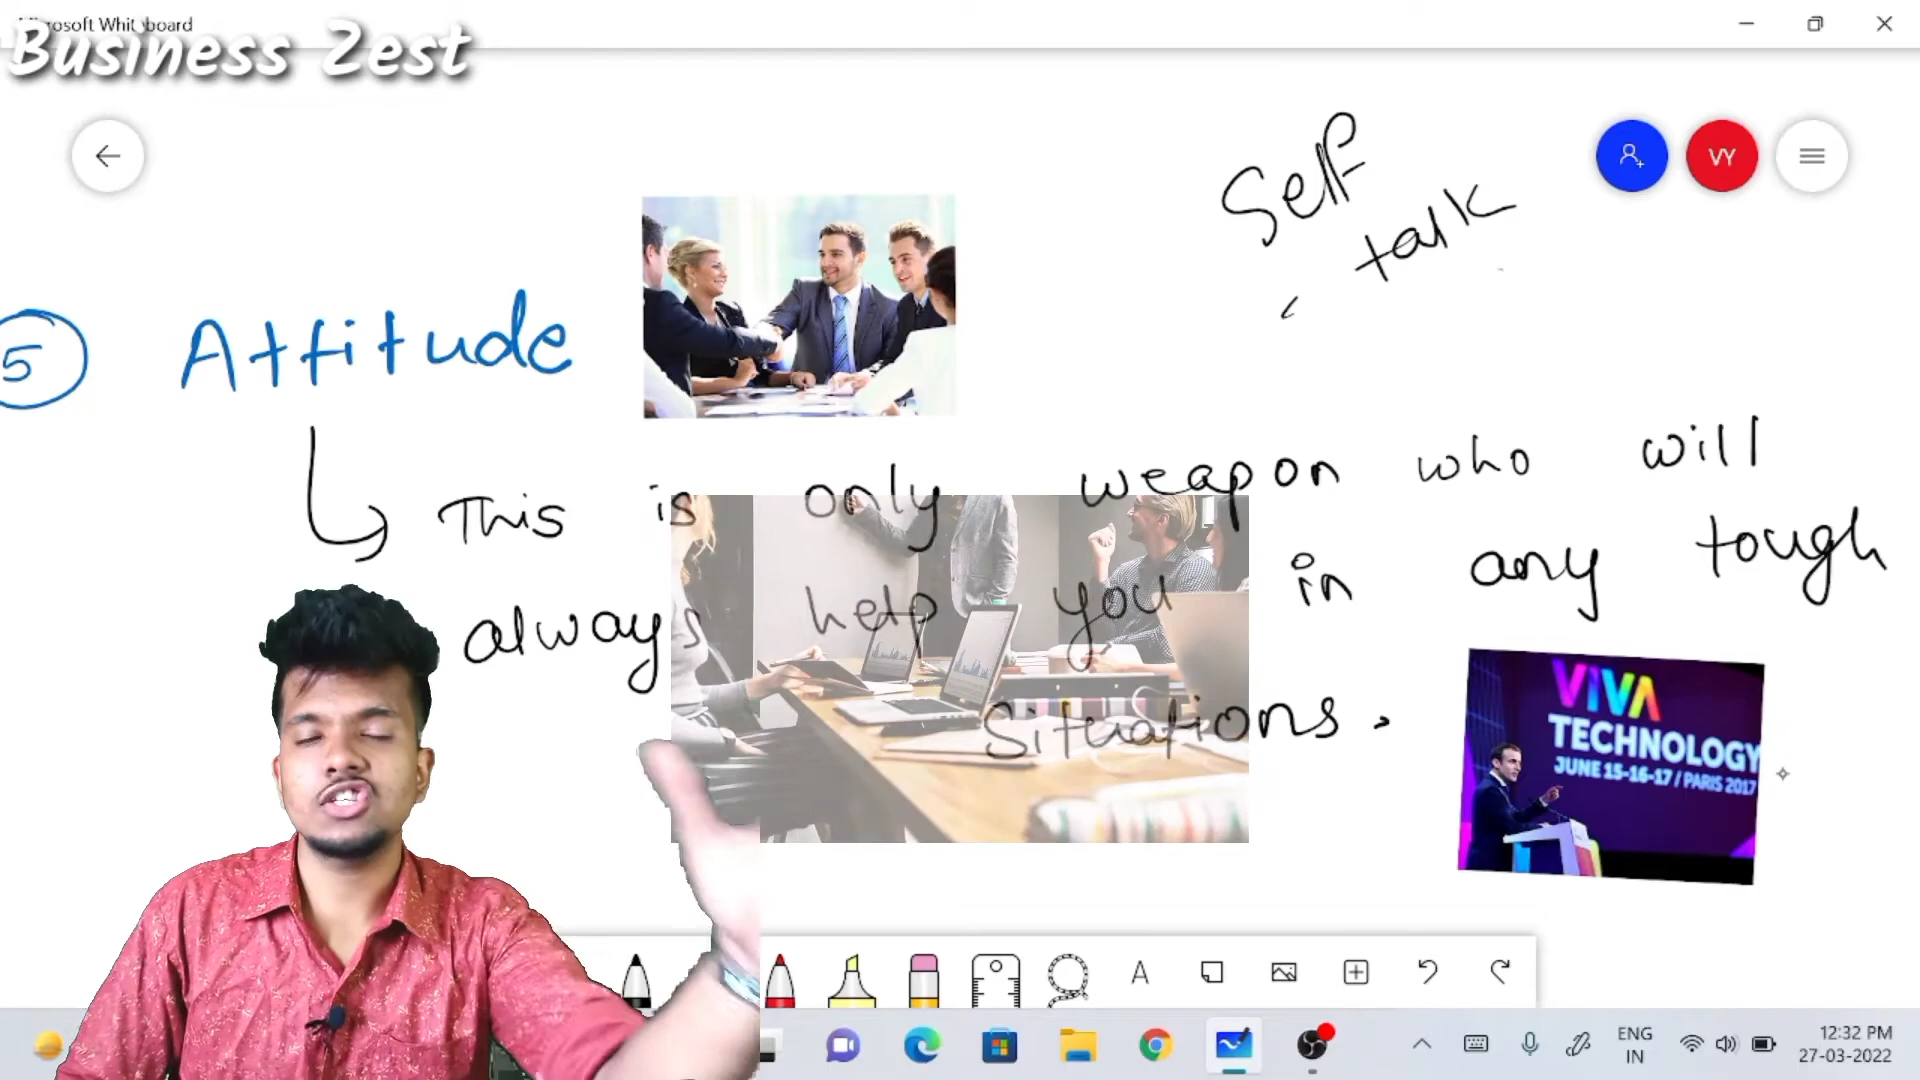 Microsoft Whiteboard
Business Zest
VY
Self
talk
5 Attitude
This is only weapon who will
always help you in any tough
situations.
VIVA
TECHNOLOGY
JUNE 15-16-17 / PARIS 2017
A
ENG
IN
12:32 PM
27-03-2022